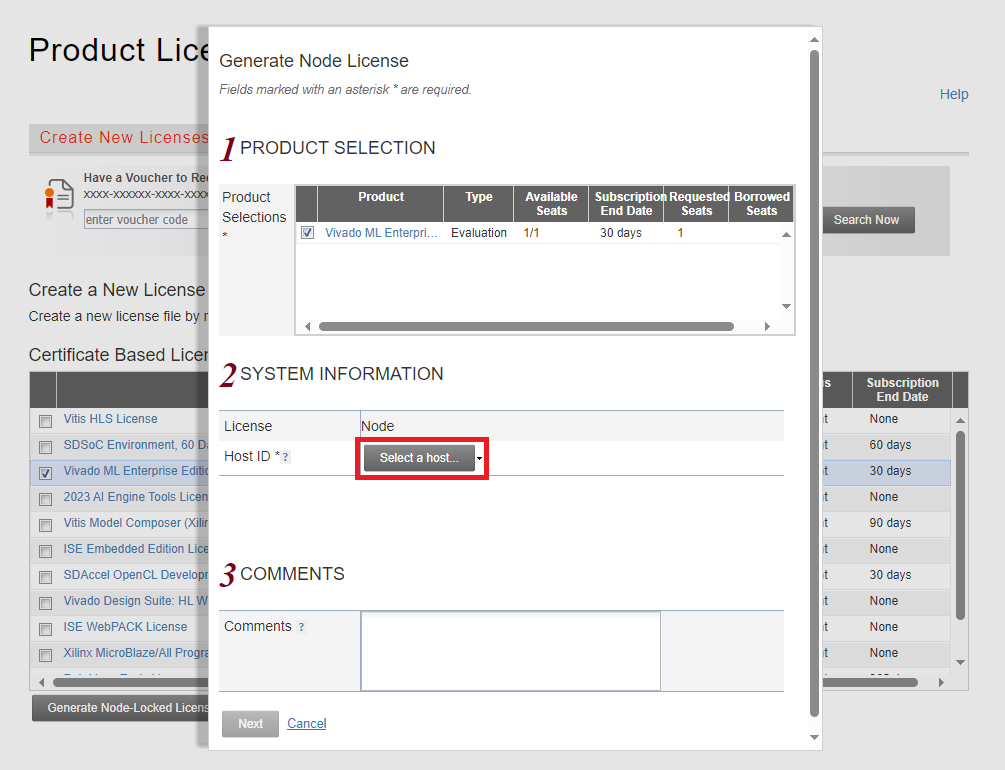 Product Lice
Help
Create New Licenses
Have a Voucher to Re
xxxx-xxxxxx-xxxx-xxx
enter voucher code
Search Now
Create a New License
Create a new license file by
Certificate Based Licen
Subscription
End Date
Vitis HLS License
None
SDSoC Environment, 60 D
60 days
Vivado ML Enterprise Editio
30 days
2023 AI Engine Tools Licen
None
Vitis Model Composer (Xilin
90 days
ISE Embedded Edition Lice
None
SDAccel OpenCL Developr
30 days
Vivado Design Suite: HL W
None
ISE WebPACK License
None
Xilinx MicroBlaze/All Progra
None
Generate Node-Locked Licens
Generate Node License
Fields marked with an asterisk * are required.
1 PRODUCT SELECTION
Product
Selections
*
Product Type Available Seats Subscription End Date Requested Seats Borrowed Seats
Vivado ML Enterpri... Evaluation 1/1 30 days 1
2 SYSTEM INFORMATION
License Node
Host ID * ? Select a host...
3 COMMENTS
Comments ?
Next Cancel